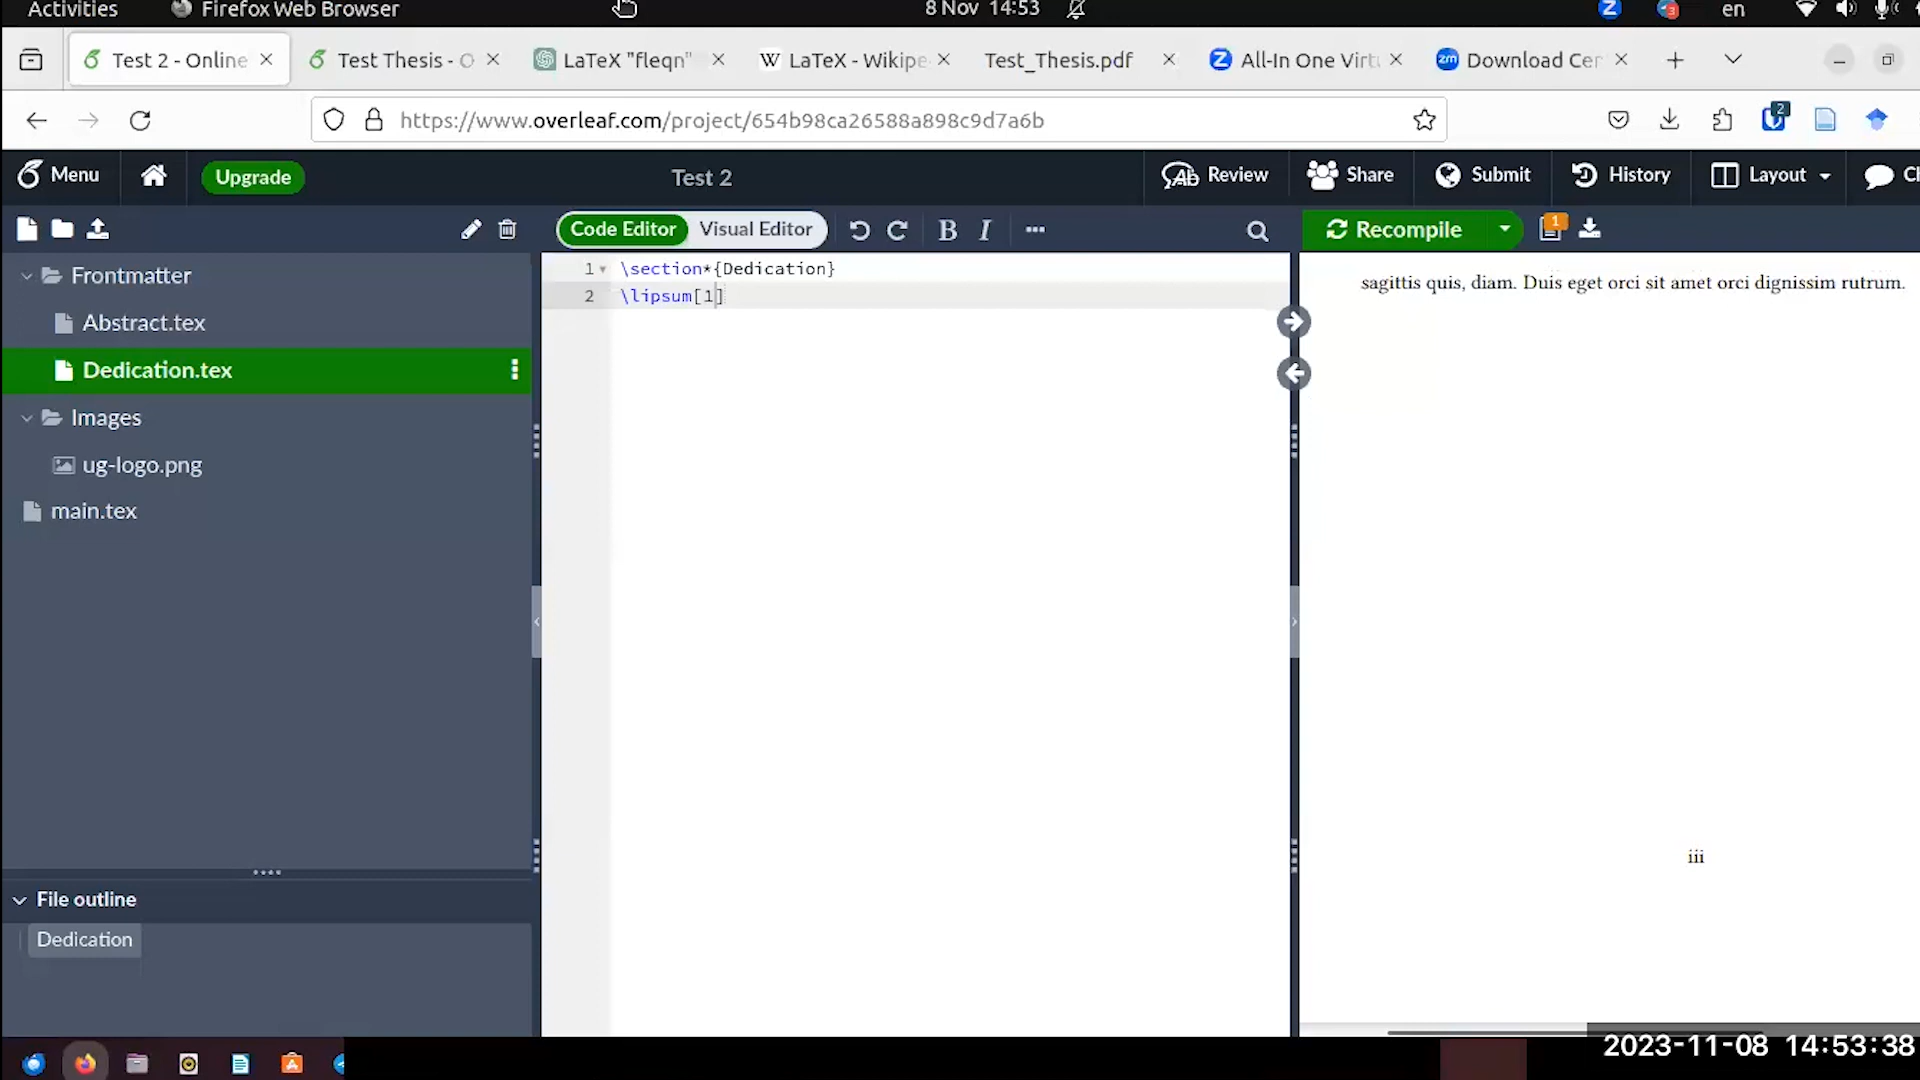 Activities Firefox Web Browser 8 Nov 14:53 en
Test 2 - Online Test Thesis - O LaTeX "fleqn" LaTeX - Wikipe Test_Thesis.pdf All-In One Virtu Download Cer
https://www.overleaf.com/project/654b98ca26588a898c9d7a6b 2
Menu Upgrade Test 2 Review Share Submit History Layout Ch
Code Editor Visual Editor B I Recompile 1
Frontmatter
Abstract.tex
Dedication.tex
Images
ug-logo.png
main.tex
File outline
Dedication
1 \section*{Dedication}
2 \lipsum[1]
sagittis quis, diam. Duis eget orci sit amet orci dignissim rutrum.
iii
2023-11-08 14:53:38